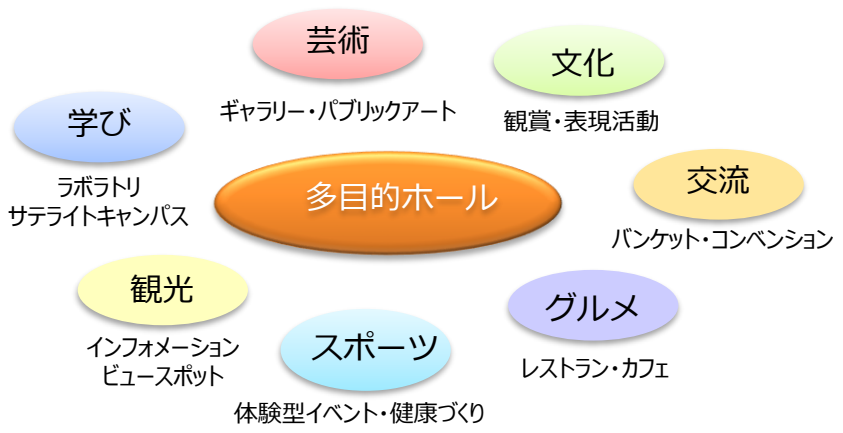 芸術
ギャラリー・パブリックアート
文化
観賞・表現活動
学び
ラボラトリ
サテライトキャンパス
多目的ホール
交流
バンケット・コンベンション
観光
インフォメーション
ビュースポット
スポーツ
体験型イベント・健康づくり
グルメ
レストラン・カフェ